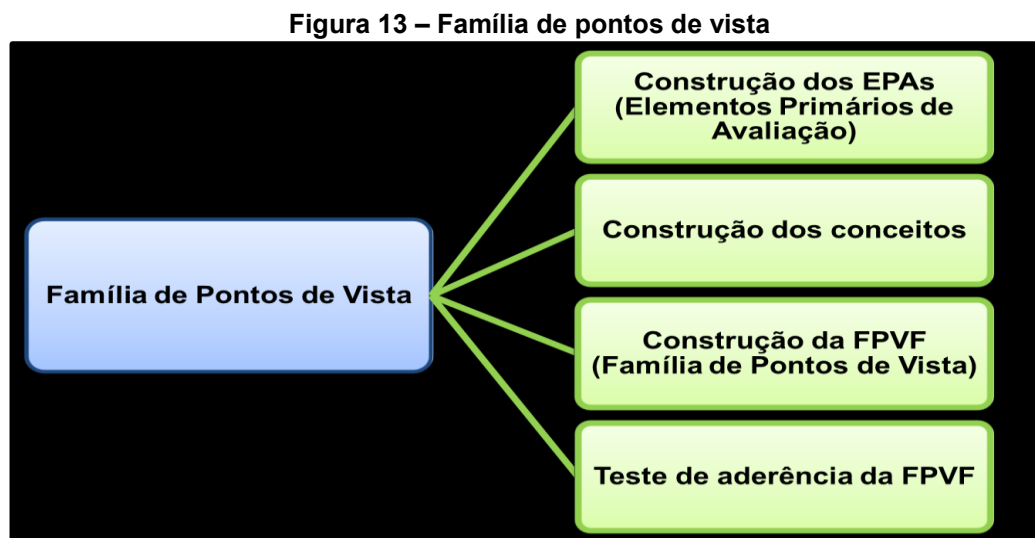 Figura 13 – Família de pontos de vista
Construção dos EPAs
(Elementos Primários de
Avaliação)
Construção dos conceitos
Família de Pontos de Vista
Construção da FPVF
(Família de Pontos de Vista)
Teste de aderência da FPVF